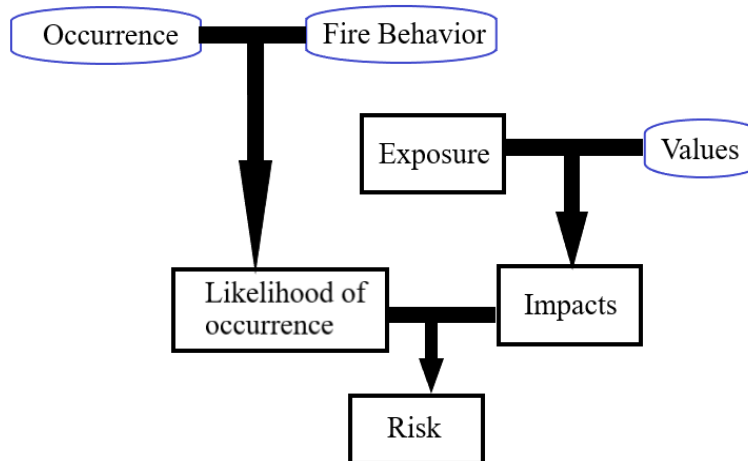 Occurrence
Fire Behavior
Exposure
Values
Likelihood of
occurrence
Impacts
Risk